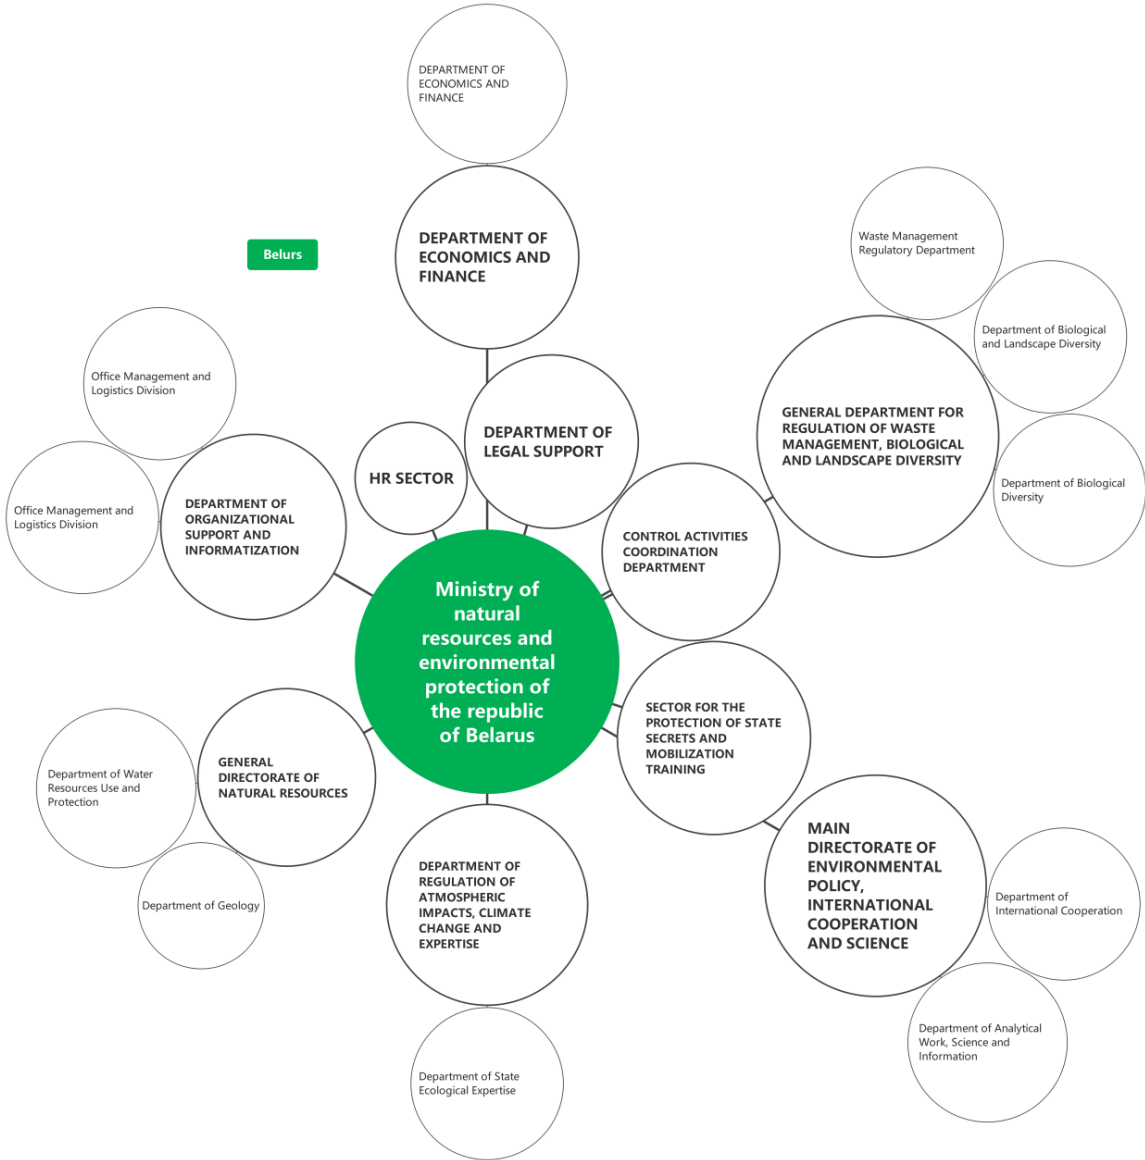 DEPARTMENT OF
ECONOMICS AND
FINANCE
DEPARTMENT OF
ECONOMICS AND
FINANCE
Belurs
Waste Management
Regulatory Department
Department of Biological
and Landscape Diversity
Office Management and
Logistics Division
GENERAL DEPARTMENT FOR
REGULATION OF WASTE
MANAGEMENT, BIOLOGICAL
AND LANDSCAPE DIVERSITY
DEPARTMENT OF
LEGAL SUPPORT
HR SECTOR
Department of Biological
Diversity
Office Management and
Logistics Division
DEPARTMENT OF
ORGANIZATIONAL
SUPPORT AND
INFORMATIZATION
CONTROL ACTIVITIES
COORDINATION
DEPARTMENT
Ministry of
natural
resources and
environmental
protection of
the republic
of Belarus
SECTOR FOR THE
PROTECTION OF STATE
SECRETS AND
MOBILIZATION
TRAINING
GENERAL
DIRECTORATE OF
NATURAL RESOURCES
Department of Water
Resources Use and
Protection
Department of Geology
DEPARTMENT OF
REGULATION OF
ATMOSPHERIC
IMPACTS, CLIMATE
CHANGE AND
EXPERTISE
MAIN
DIRECTORATE OF
ENVIRONMENTAL
POLICY,
INTERNATIONAL
COOPERATION
AND SCIENCE
Department of
International Cooperation
Department of Analytical
Work, Science and
Information
Department of State
Ecological Expertise